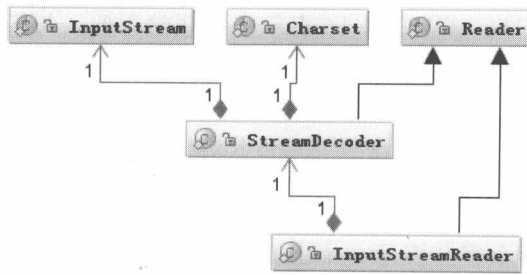 InputStream
Charset
Reader
1
1
1
1
StreamDecoder
1
1
InputStreamReader